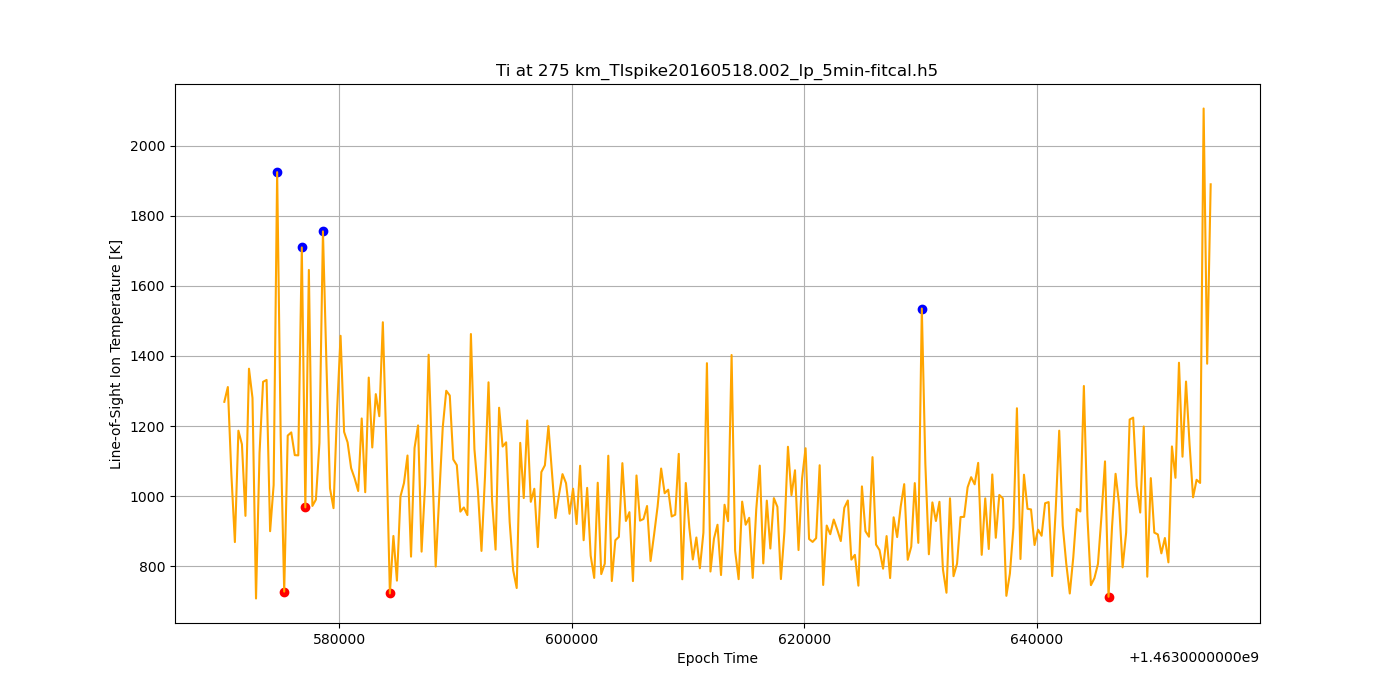 Ti at 275 km_TIspike20160518.002_lp_5min-fitcal.h5
Line-of-Sight Ion Temperature [K]
2000
1800
1600
1400
1200
1000
800
580000 600000 620000 640000
Epoch Time
+1.4630000000e9